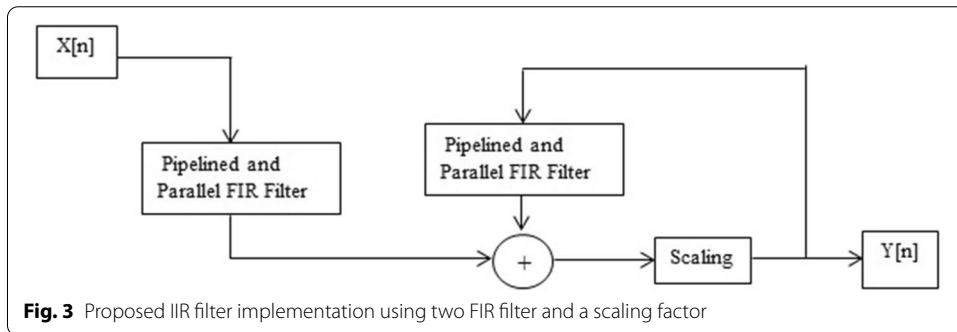 X[n]
Pipelined and
Parallel FIR Filter
Pipelined and
Parallel FIR Filter
+
Scaling
Y[n]
Fig. 3 Proposed IIR filter implementation using two FIR filter and a scaling factor